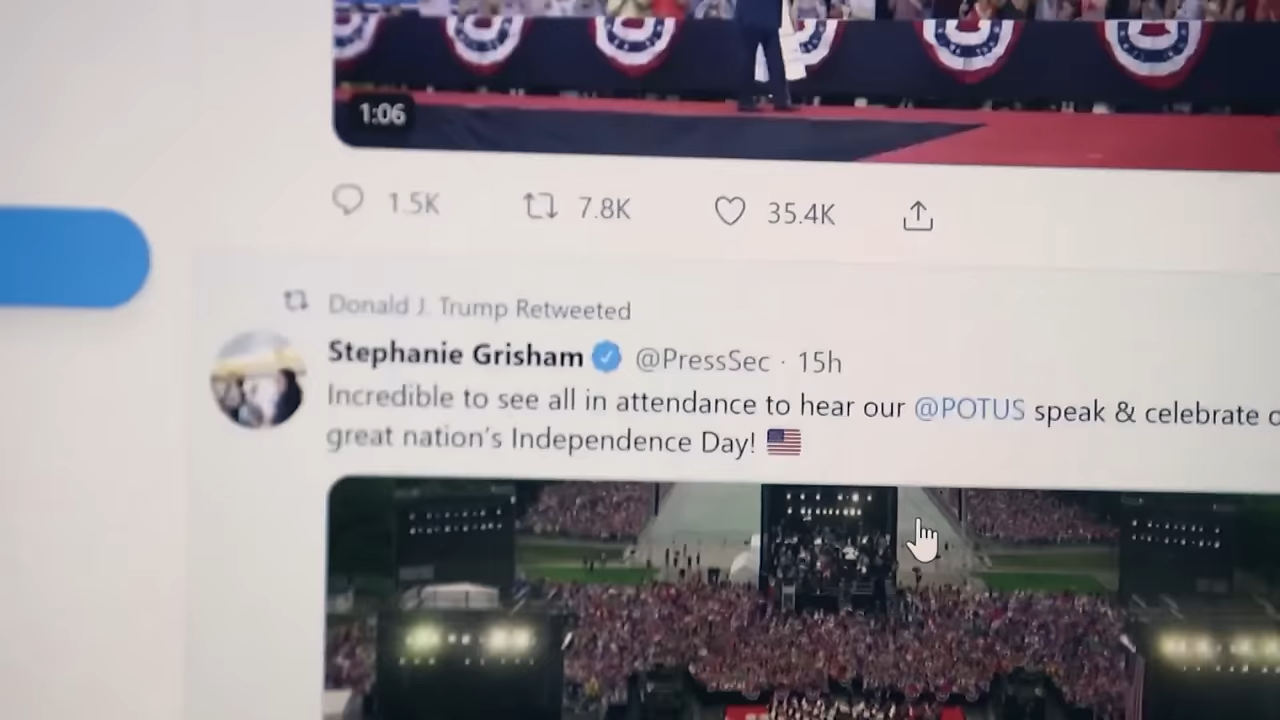 1:06
1.5K 7.8K 35.4K
Donald J. Trump Retweeted
Stephanie Grisham @PressSec · 15h
Incredible to see all in attendance to hear our @POTUS speak & celebrate
great nation's Independence Day! 🇺🇸